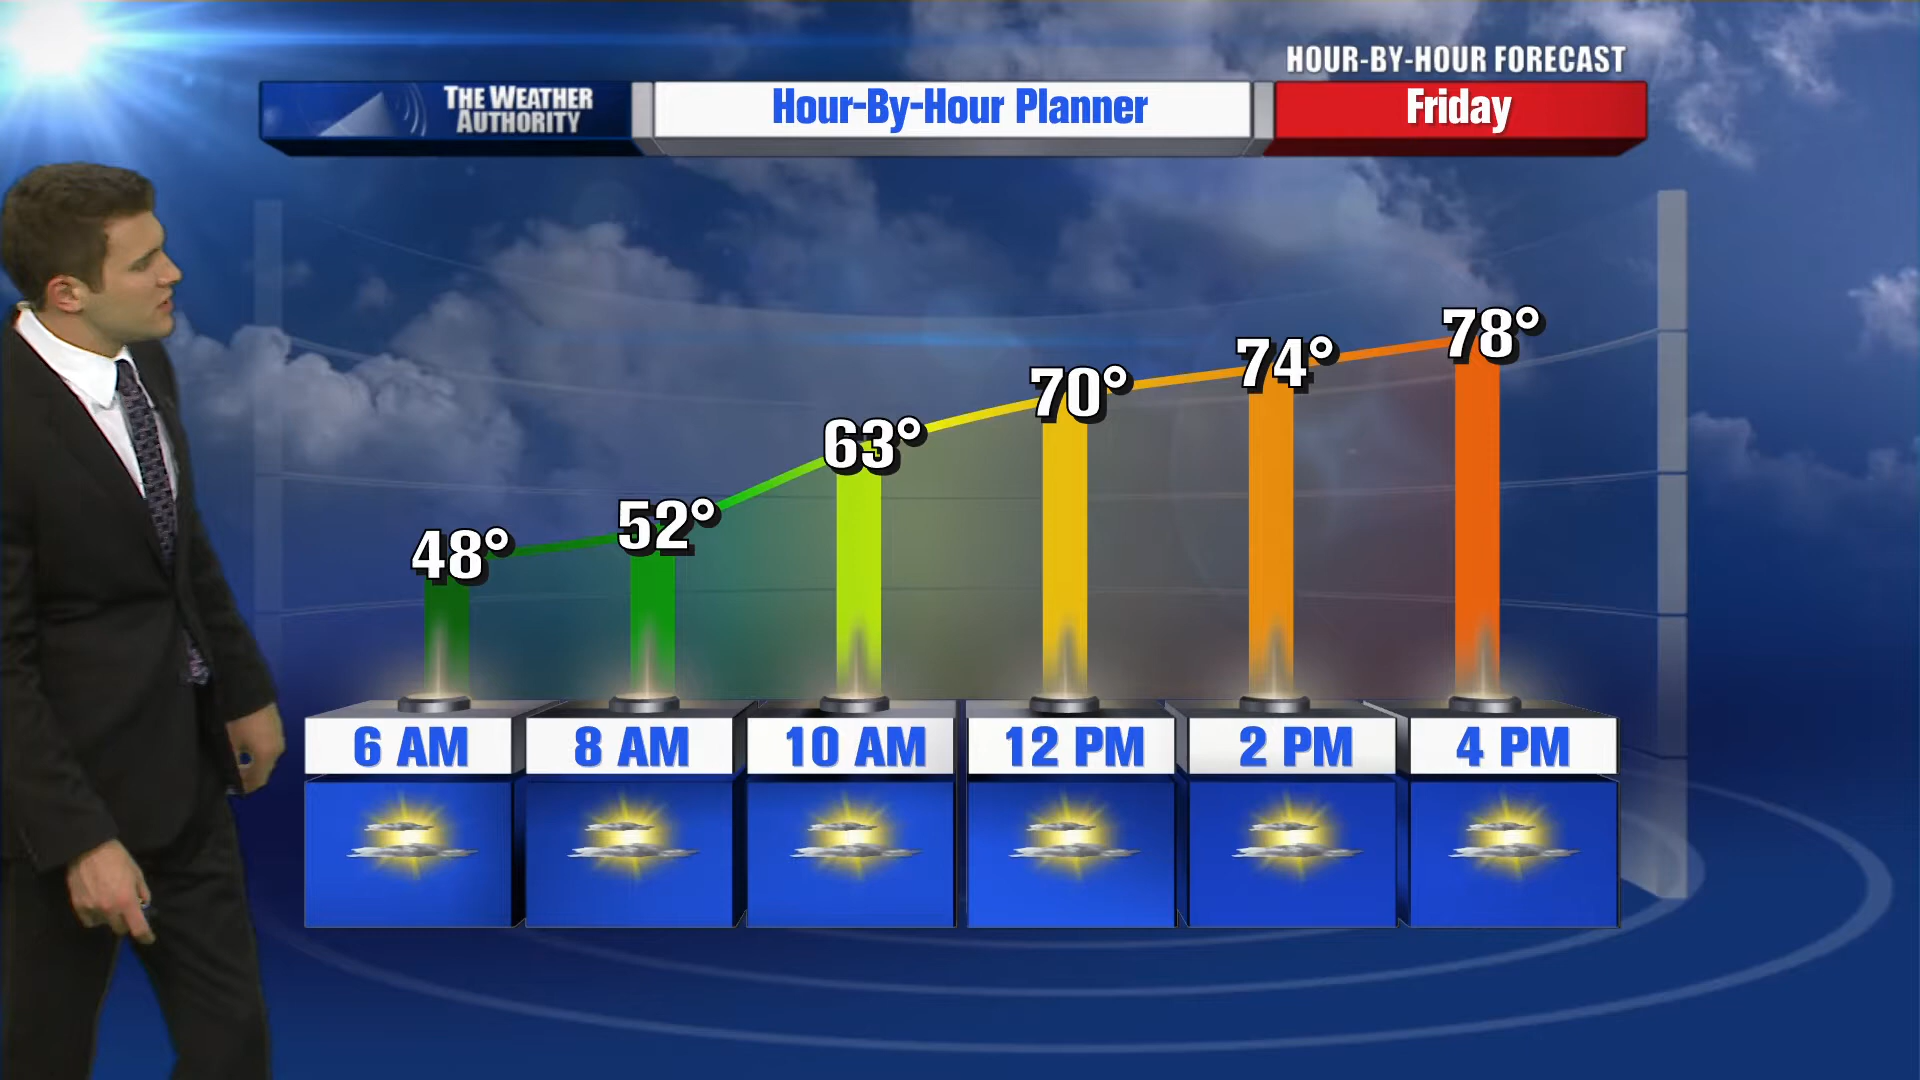 HOUR-BY-HOUR FORECAST
THE WEATHER
AUTHORITY
Hour-By-Hour Planner
Friday
48° 52° 63° 70° 74° 78°
6 AM 8 AM 10 AM 12 PM 2 PM 4 PM